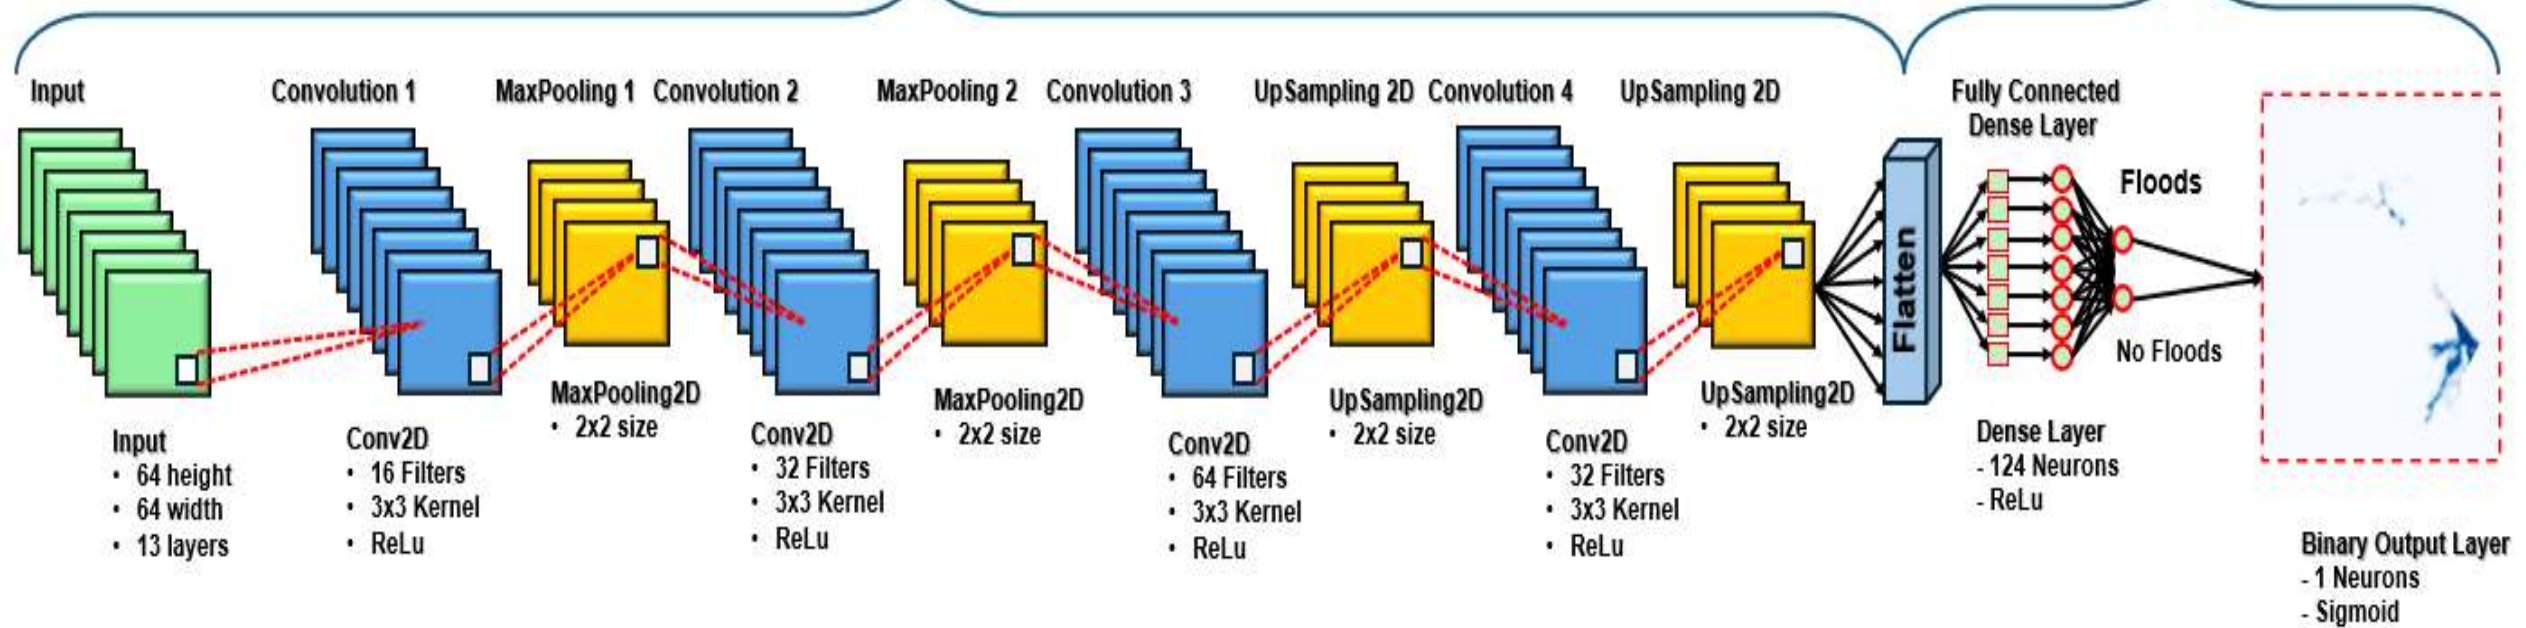 Input
Convolution 1
MaxPooling 1
Convolution 2
MaxPooling 2
Convolution 3
UpSampling 2D
Convolution 4
UpSampling 2D
Fully Connected
Dense Layer
Flatten
Floods
No Floods
Input
• 64 height
• 64 width
• 13 layers
Conv2D
• 16 Filters
• 3x3 Kernel
• ReLu
MaxPooling2D
• 2x2 size
Conv2D
• 32 Filters
• 3x3 Kernel
• ReLu
MaxPooling2D
• 2x2 size
Conv2D
• 64 Filters
• 3x3 Kernel
• ReLu
UpSampling2D
• 2x2 size
Conv2D
• 32 Filters
• 3x3 Kernel
• ReLu
UpSampling2D
• 2x2 size
Dense Layer
- 124 Neurons
- ReLu
Binary Output Layer
- 1 Neurons
- Sigmoid